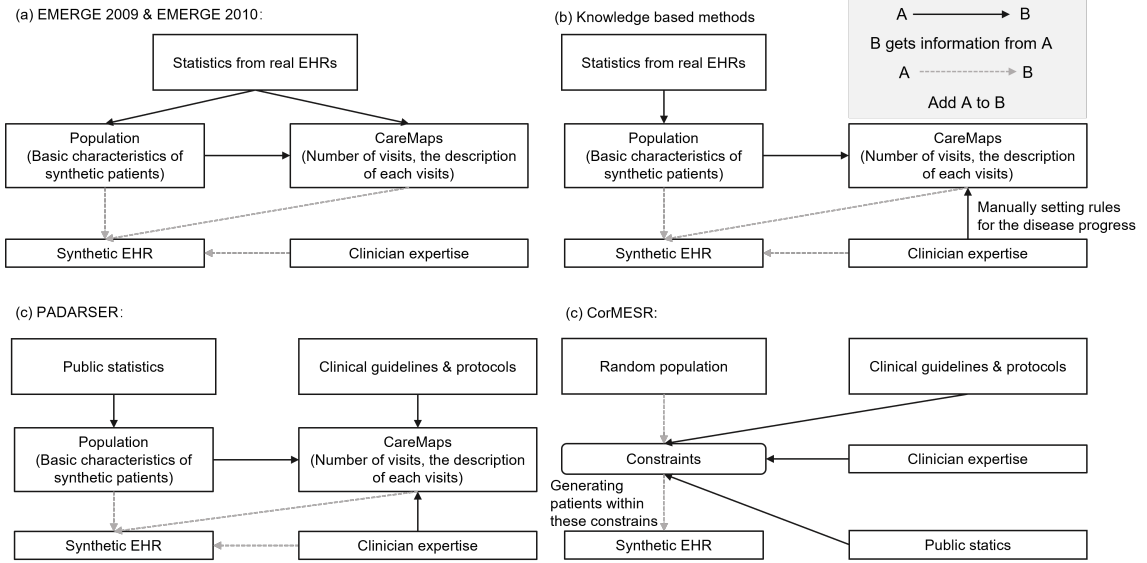 (a) EMERGE 2009 & EMERGE 2010:
Statistics from real EHRs
Population
(Basic characteristics of
synthetic patients)
CareMaps
(Number of visits, the description
of each visits)
Synthetic EHR
Clinician expertise
(b) Knowledge based methods
Statistics from real EHRs
Population
(Basic characteristics of
synthetic patients)
CareMaps
(Number of visits, the description
of each visits)
Manually setting rules
for the disease progress
Synthetic EHR
Clinician expertise
A
B
B gets information from A
A
B
Add A to B
(c) PADARSER:
Public statistics
Clinical guidelines & protocols
Population
(Basic characteristics of
synthetic patients)
CareMaps
(Number of visits, the description
of each visits)
Synthetic EHR
Clinician expertise
(c) CorMESR:
Random population
Clinical guidelines & protocols
Constraints
Clinician expertise
Generating
patients within
these constrains
Synthetic EHR
Public statics